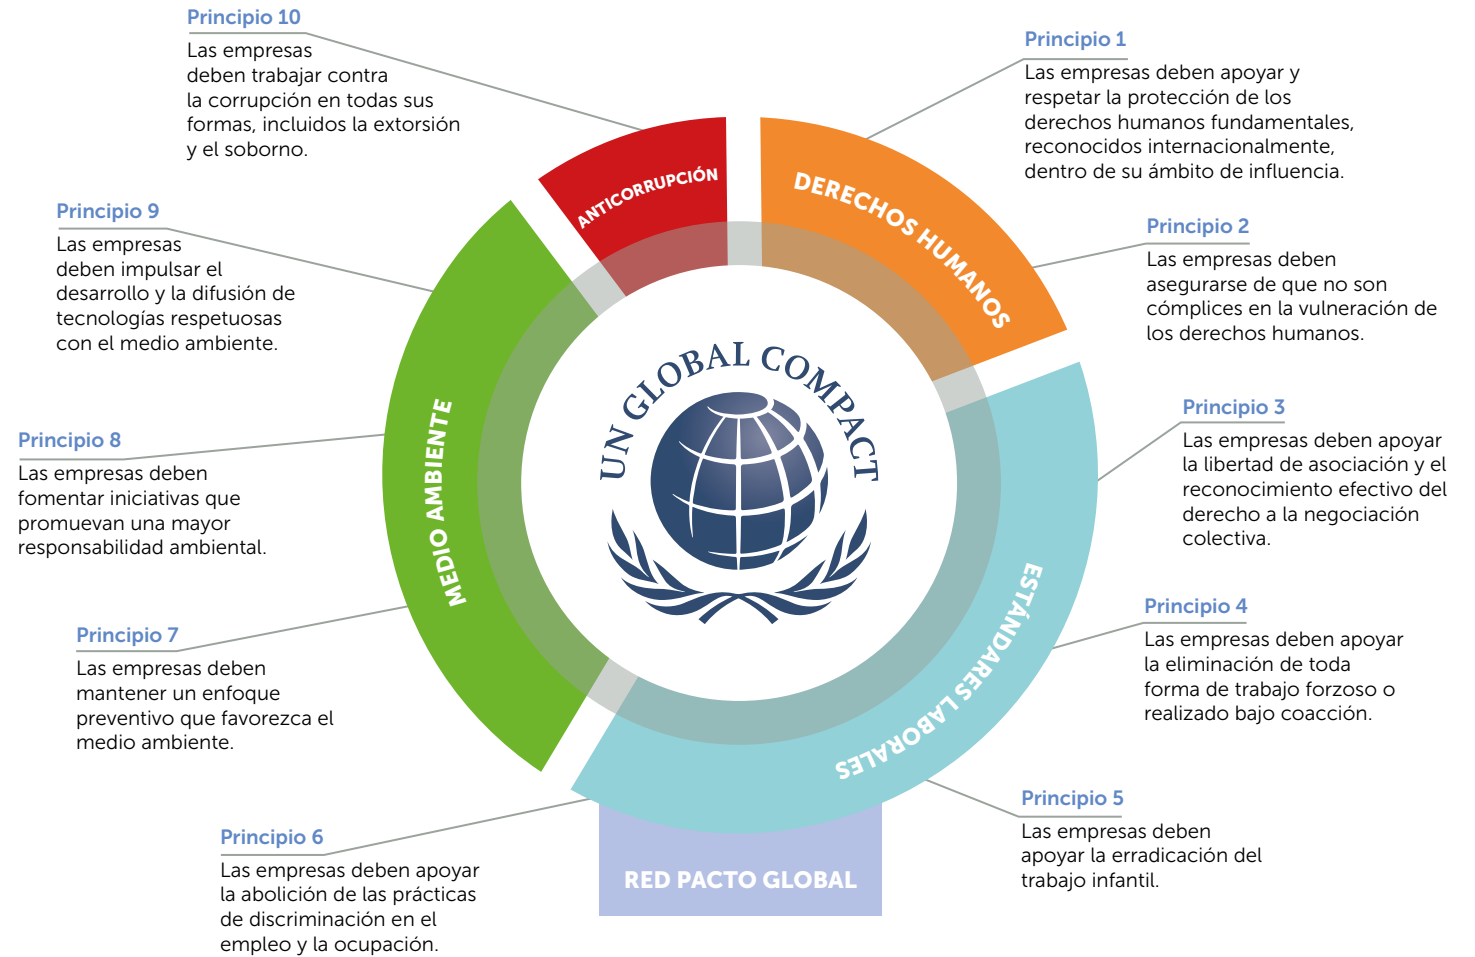 Principio 10
Las empresas
deben trabajar contra
la corrupción en todas sus
formas, incluidos la extorsión
y el soborno.
Principio 1
Las empresas deben apoyar y
respetar la protección de los
derechos humanos fundamentales,
reconocidos internacionalmente,
dentro de su ámbito de influencia.
Principio 9
Las empresas
deben impulsar el
desarrollo y la difusión de
tecnologías respetuosas
con el medio ambiente.
Principio 2
Las empresas deben
asegurarse de que no son
cómplices en la vulneración de
los derechos humanos.
ANTICORRUPCIÓN
DERECHOS HUMANOS
MEDIO AMBIENTE
UN GLOBAL COMPACT
ESTÁNDARES LABORALES
Principio 8
Las empresas deben
fomentar iniciativas que
promuevan una mayor
responsabilidad ambiental.
Principio 3
Las empresas deben apoyar
la libertad de asociación y el
reconocimiento efectivo del
derecho a la negociación
colectiva.
Principio 7
Las empresas deben
mantener un enfoque
preventivo que favorezca el
medio ambiente.
Principio 4
Las empresas deben apoyar
la eliminación de toda
forma de trabajo forzoso o
realizado bajo coacción.
Principio 6
Las empresas deben apoyar
la abolición de las prácticas
de discriminación en el
empleo y la ocupación.
Principio 5
Las empresas deben
apoyar la erradicación del
trabajo infantil.
RED PACTO GLOBAL